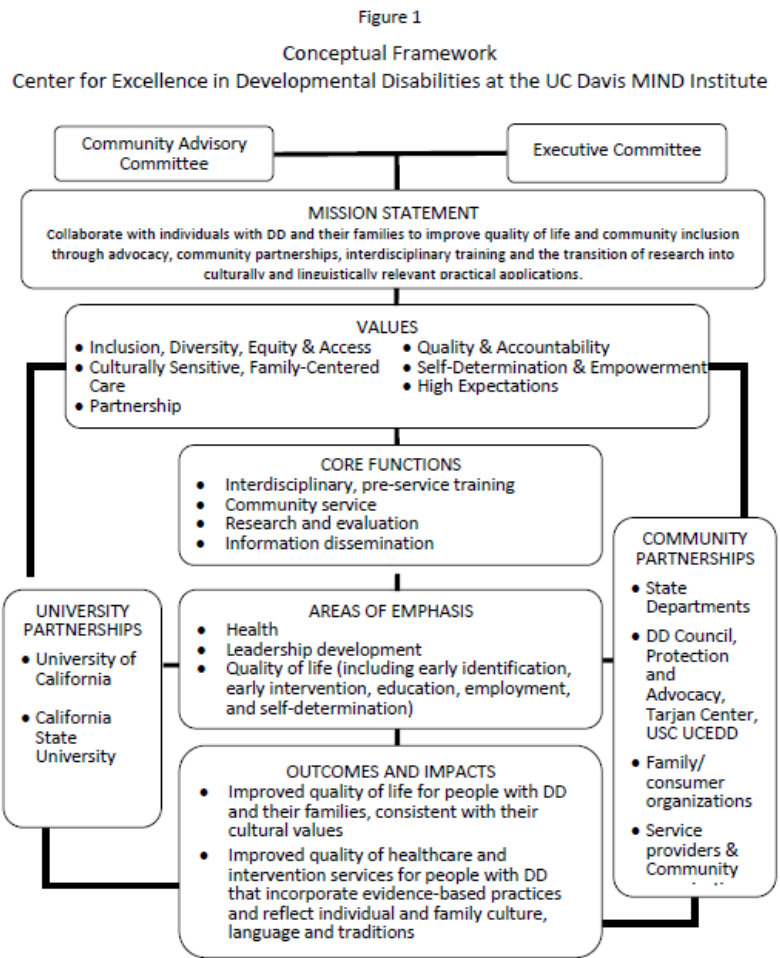 Figure 1
Conceptual Framework
Center for Excellence in Developmental Disabilities at the UC Davis MIND Institute
Community Advisory
Committee
Executive Committee
MISSION STATEMENT
Collaborate with individuals with DD and their families to improve quality of life and community inclusion
through advocacy, community partnerships, interdisciplinary training and the transition of research into
culturally and linguistically relevant practical applications.
VALUES
• Inclusion, Diversity, Equity & Access
• Culturally Sensitive, Family-Centered
Care
• Partnership
• Quality & Accountability
• Self-Determination & Empowerment
• High Expectations
CORE FUNCTIONS
• Interdisciplinary, pre-service training
• Community service
• Research and evaluation
• Information dissemination
UNIVERSITY
PARTNERSHIPS
• University of
California
• California
State
University
AREAS OF EMPHASIS
• Health
• Leadership development
• Quality of life (including early identification,
early intervention, education, employment,
and self-determination)
COMMUNITY
PARTNERSHIPS
• State
Departments
• DD Council,
Protection
and
Advocacy,
Tarjan Center,
USC UCEDD
• Family/
consumer
organizations
• Service
providers &
Community
OUTCOMES AND IMPACTS
• Improved quality of life for people with DD
and their families, consistent with their
cultural values
• Improved quality of healthcare and
intervention services for people with DD
that incorporate evidence-based practices
and reflect individual and family culture,
language and traditions